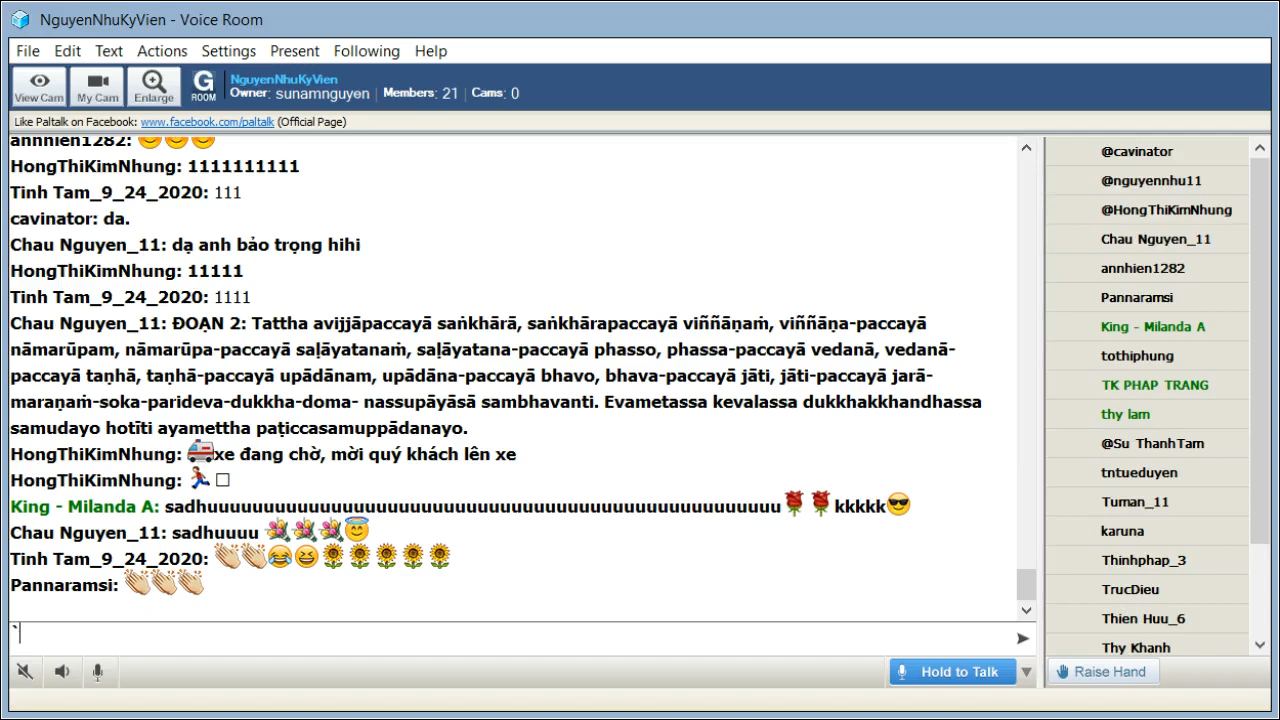 NguyenNhuKyVien - Voice Room
File Edit Text Actions Settings Present Following Help
View Cam My Cam Enlarge G ROOM
NguyenNhuKyVien
Owner: sunamnguyen | Members: 21 | Cams: 0
Like Paltalk on Facebook: www.facebook.com/paltalk (Official Page)
annhien1282:
HongThiKimNhung: 1111111111
Tinh Tam_9_24_2020: 111
cavinator: da.
Chau Nguyen_11: dạ anh bảo trọng hihi
HongThiKimNhung: 11111
Tinh Tam_9_24_2020: 1111
Chau Nguyen_11: ĐOẠN 2: Tattha avijjāpaccayā saṅkhārā, saṅkhārapaccayā viññāṇaṁ, viññāṇa-paccayā
nāmarūpam, nāmarūpa-paccayā saḷāyatanaṁ, saḷāyatana-paccayā phasso, phassa-paccayā vedanā, vedanā-
paccayā taṇhā, taṇhā-paccayā upādānam, upādāna-paccayā bhavo, bhava-paccayā jāti, jāti-paccayā jarā-
maraṇaṁ-soka-parideva-dukkha-doma- nassupāyāsā sambhavanti. Evametassa kevalassa dukkhakkhandhassa
samudayo hotīti ayamettha paṭiccasamuppādanayo.
HongThiKimNhung: xe đang chờ, mời quý khách lên xe
HongThiKimNhung:
King - Milanda A: sadhuuuuuuuuuuuuuuuuuuuuuuuuuuuuuuuuuuuuuuuuuuuuuuuuuuu kkkkk
Chau Nguyen_11: sadhuuuu
Tinh Tam_9_24_2020:
Pannaramsi:
`
Hold to Talk
@cavinator
@nguyennhu11
@HongThiKimNhung
Chau Nguyen_11
annhien1282
Pannaramsi
King - Milanda A
tothiphung
TK PHAP TRANG
thy lam
@Su ThanhTam
tntueduyen
Tuman_11
karuna
Thinhphap_3
TrucDieu
Thien Huu_6
Thy Khanh
Raise Hand